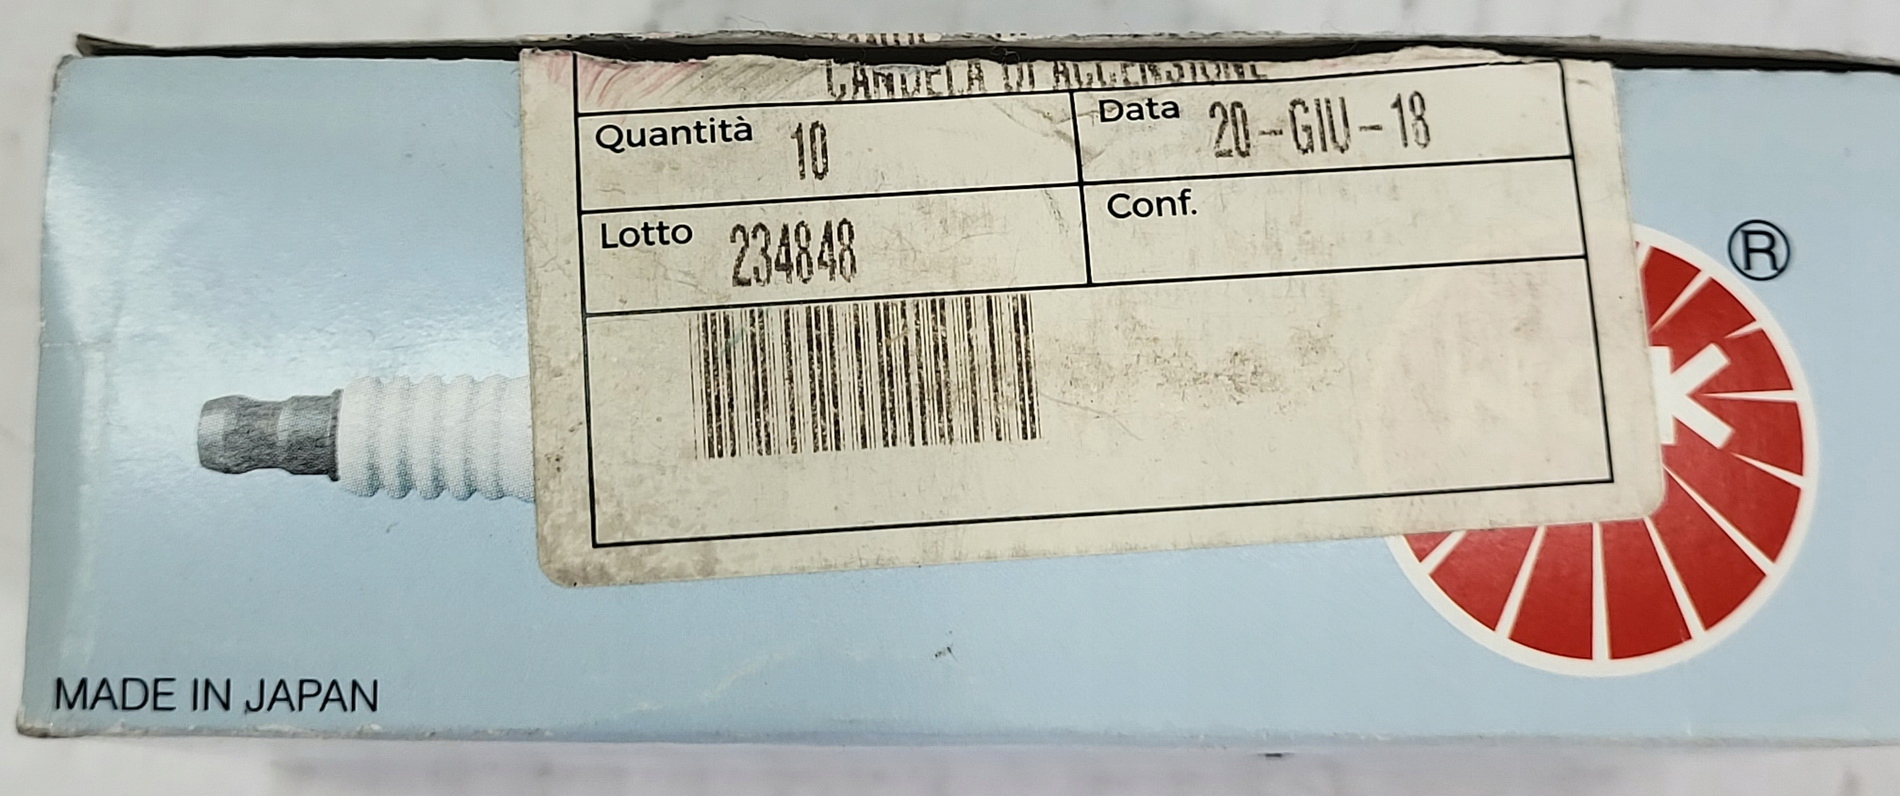 CANDELA DI ACCENSIONE
Quantità 10 Data 20-GIU-18
Lotto 234848 Conf.
K ®
MADE IN JAPAN